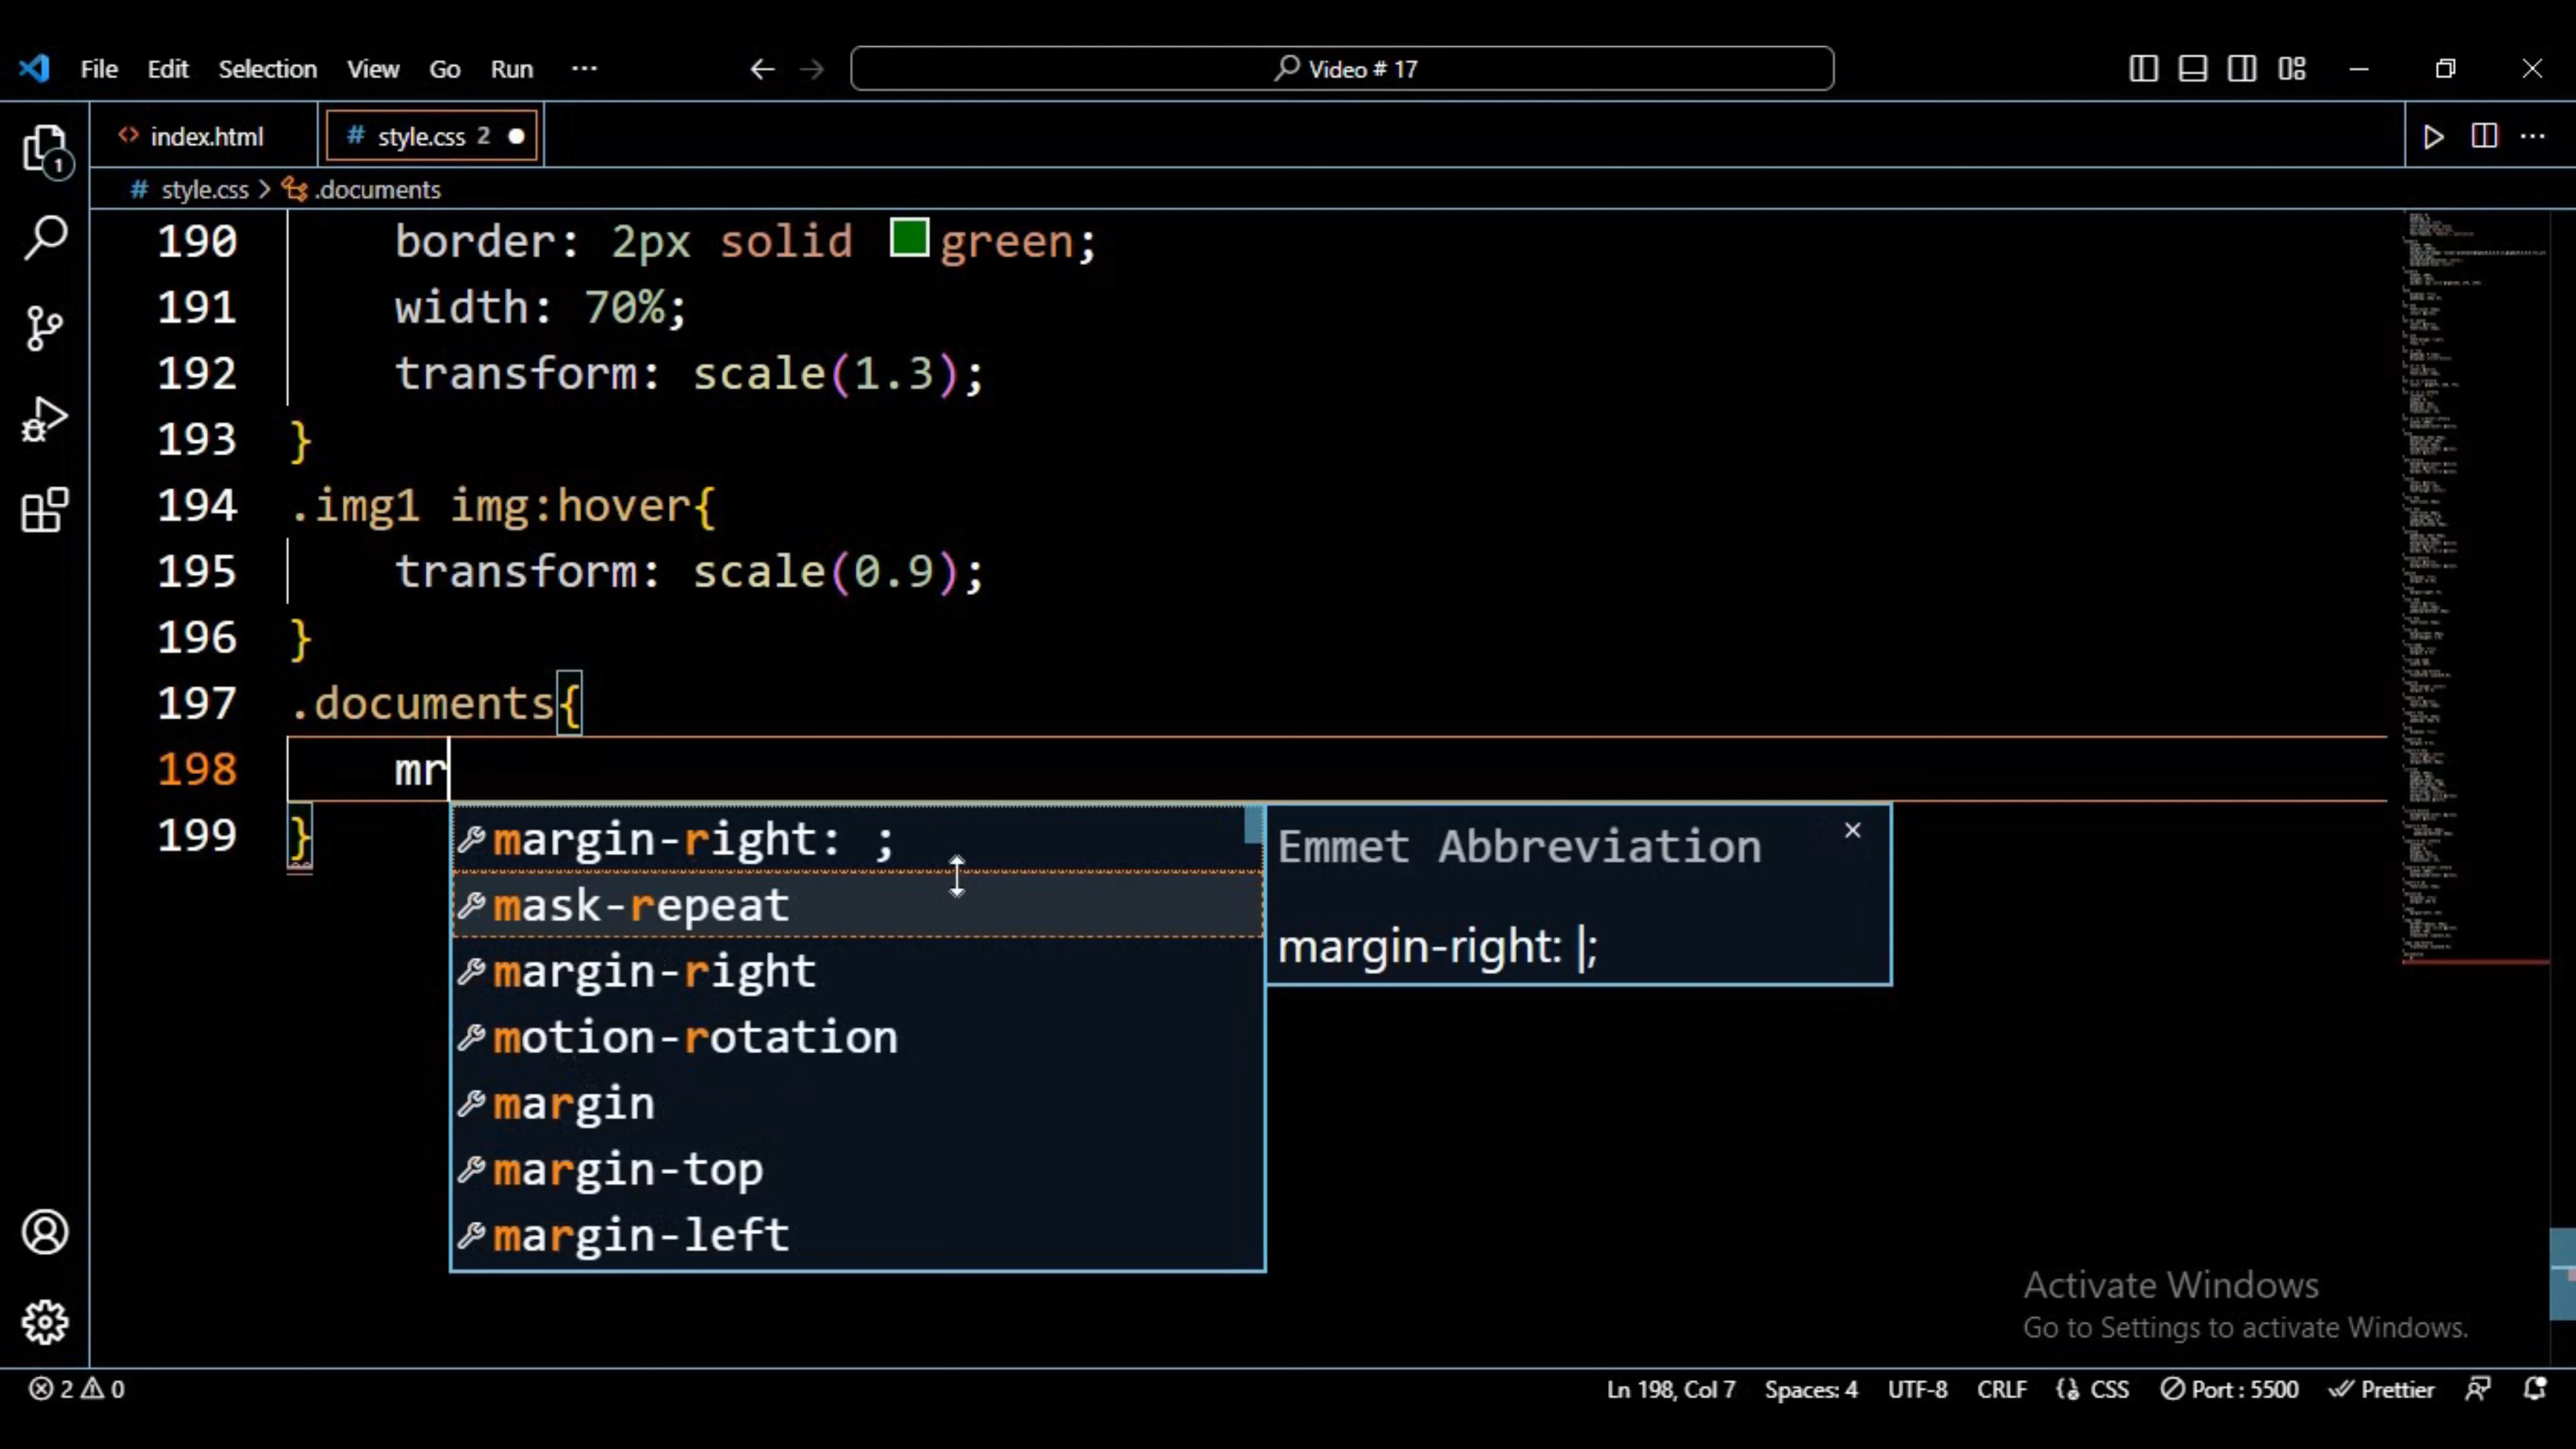 File Edit Selection View Go Run ···
Video # 17
1
<> index.html
# style.css 2
# style.css > .documents
190 border: 2px solid green;
191 width: 70%;
192 transform: scale(1.3);
193 }
194 .img1 img:hover{
195 transform: scale(0.9);
196 }
197 .documents{
198 mr
199 }
margin-right: ;
mask-repeat
margin-right
motion-rotation
margin
margin-top
margin-left
Emmet Abbreviation
margin-right: |;
Activate Windows
Go to Settings to activate Windows.
2 0
Ln 198, Col 7 Spaces: 4 UTF-8 CRLF CSS Port : 5500 Prettier